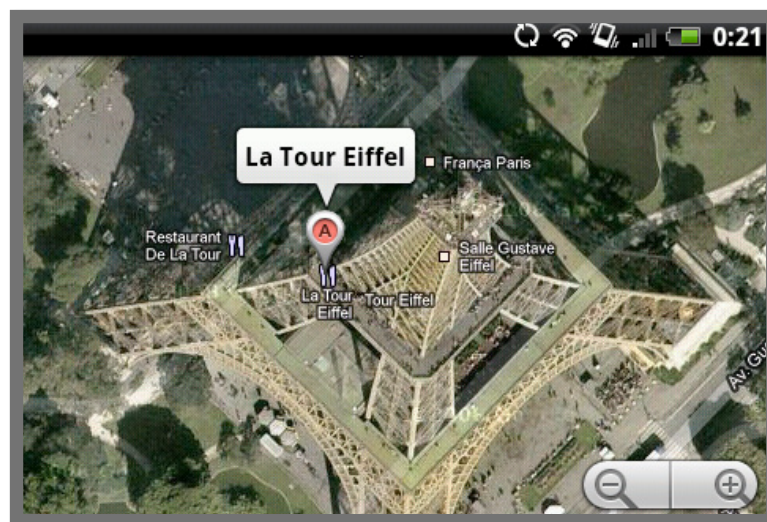 0:21
La Tour Eiffel
França Paris
Restaurant
De La Tour
A
Salle Gustave
Eiffel
La Tour
Eiffel
Tour Eiffel
Av. Gu